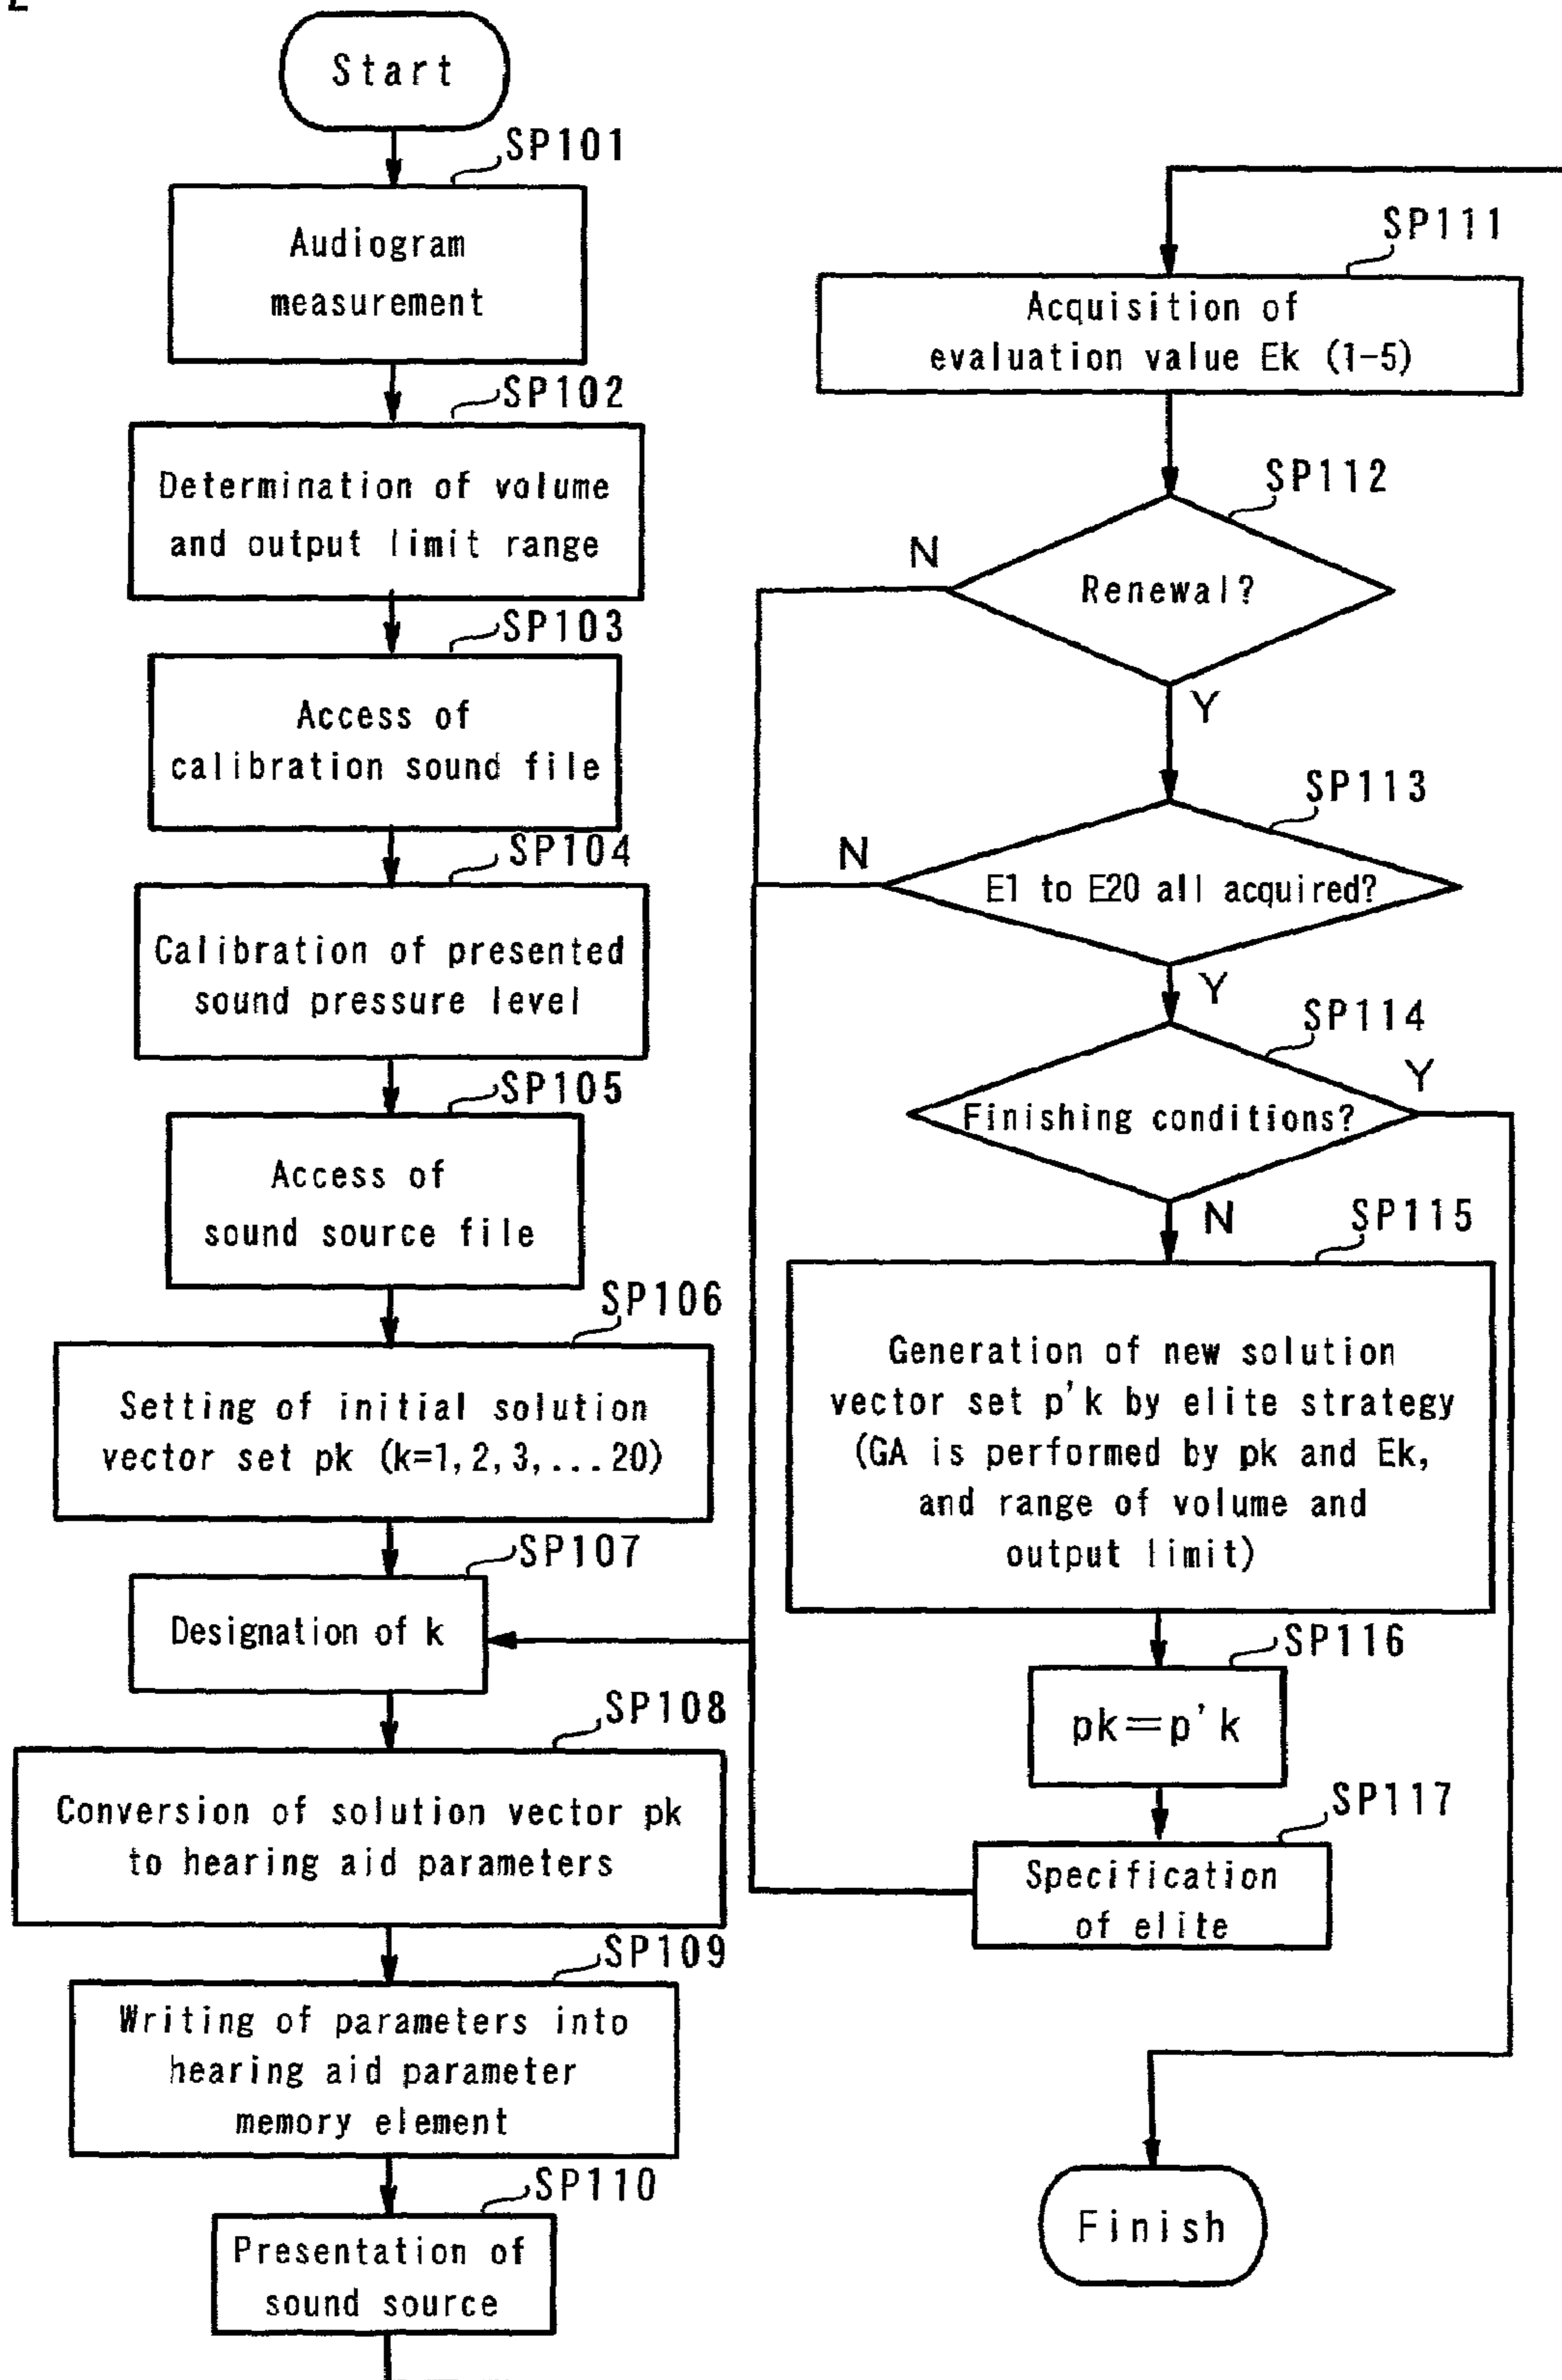 Start
SP101
Audiogram
measurement
SP102
Determination of volume
and output limit range
SP103
Access of
calibration sound file
SP104
Calibration of presented
sound pressure level
SP105
Access of
sound source file
SP106
Setting of initial solution
vector set pk (k=1, 2, 3, ... 20)
SP107
Designation of k
SP108
Conversion of solution vector pk
to hearing aid parameters
SP109
Writing of parameters into
hearing aid parameter
memory element
SP110
Presentation of
sound source
SP111
Acquisition of
evaluation value Ek (1-5)
SP112
N
Renewal?
Y
SP113
N
E1 to E20 all acquired?
Y
SP114
Y
Finishing conditions?
N
SP115
Generation of new solution
vector set p'k by elite strategy
(GA is performed by pk and Ek,
and range of volume and
output limit)
SP116
pk=p'k
SP117
Specification
of elite
Finish